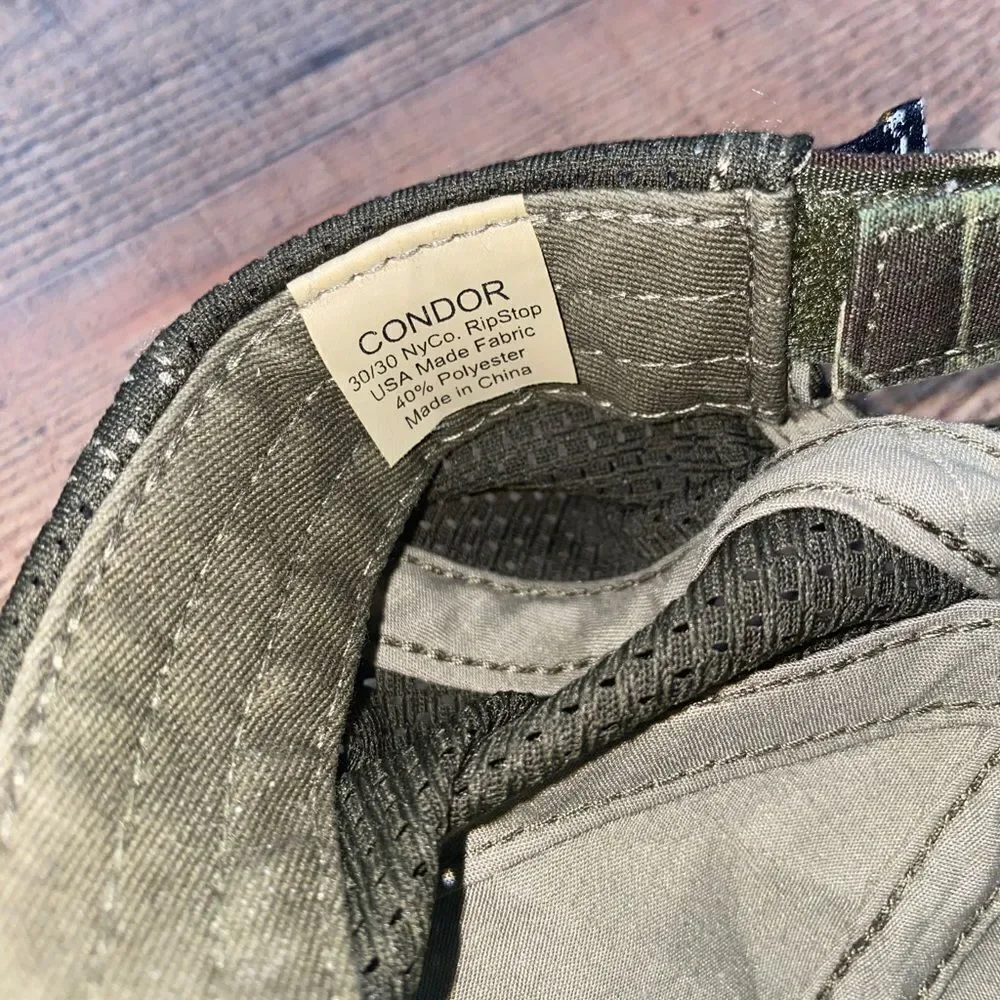 CONDOR
30/30 NyCo. RipStop
USA Made Fabric
40% Polyester
Made in China